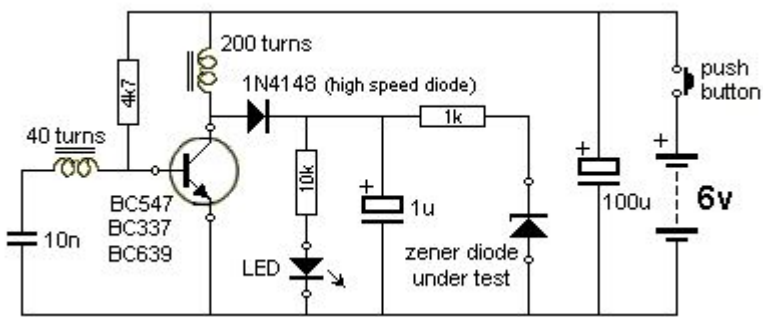 200 turns
1N4148 (high speed diode)
push
button
4k7
40 turns
1k
10k
+
+
+
6v
BC547
BC337
BC639
10n
1u
100u
LED
zener diode
under test